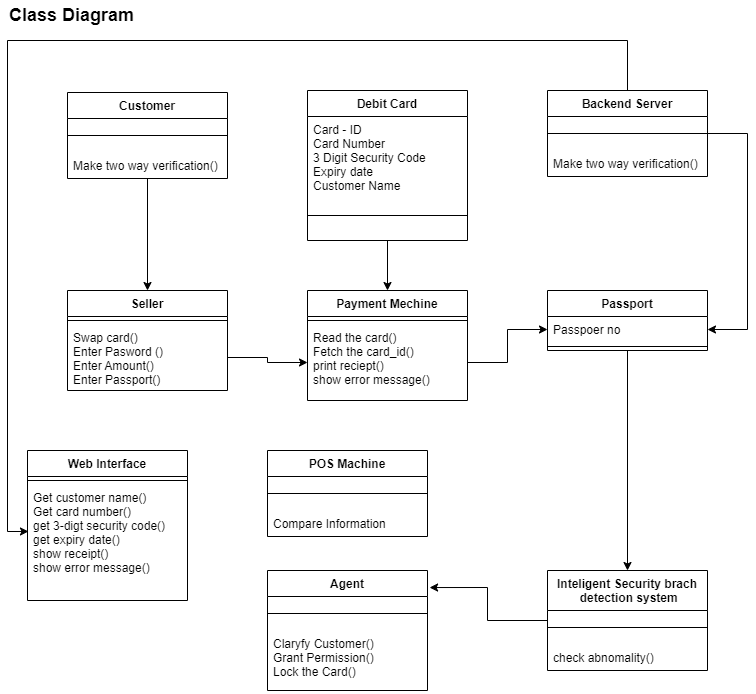 Class Diagram
Customer
Make two way verification()
Debit Card
Card - ID
Card Number
3 Digit Security Code
Expiry date
Customer Name
Backend Server
Make two way verification()
Seller
Swap card()
Enter Pasword ()
Enter Amount()
Enter Passport()
Payment Mechine
Read the card()
Fetch the card_id()
print reciept()
show error message()
Passport
Passpoer no
Web Interface
Get customer name()
Get card number()
get 3-digt security code()
get expiry date()
show receipt()
show error message()
POS Machine
Compare Information
Agent
Claryfy Customer()
Grant Permission()
Lock the Card()
Inteligent Security brach
detection system
check abnomality()